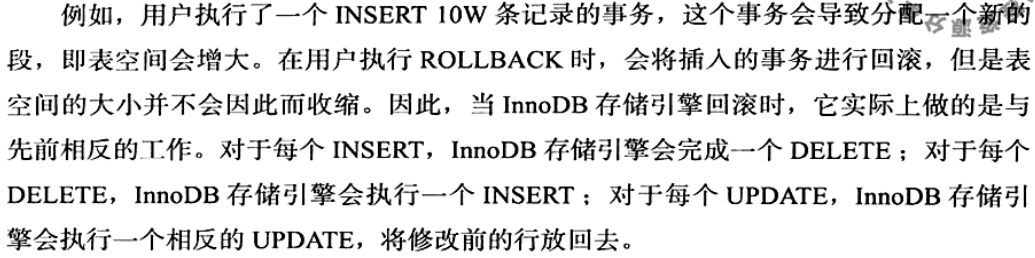 例如，用户执行了一个 INSERT 10W 条记录的事务，这个事务会导致分配一个新的
段，即表空间会增大。在用户执行 ROLLBACK 时，会将插入的事务进行回滚，但是表
空间的大小并不会因此而收缩。因此，当 InnoDB 存储引擎回滚时，它实际上做的是与
先前相反的工作。对于每个 INSERT，InnoDB 存储引擎会完成一个 DELETE；对于每个
DELETE，InnoDB 存储引擎会执行一个 INSERT；对于每个 UPDATE，InnoDB 存储引
擎会执行一个相反的 UPDATE，将修改前的行放回去。